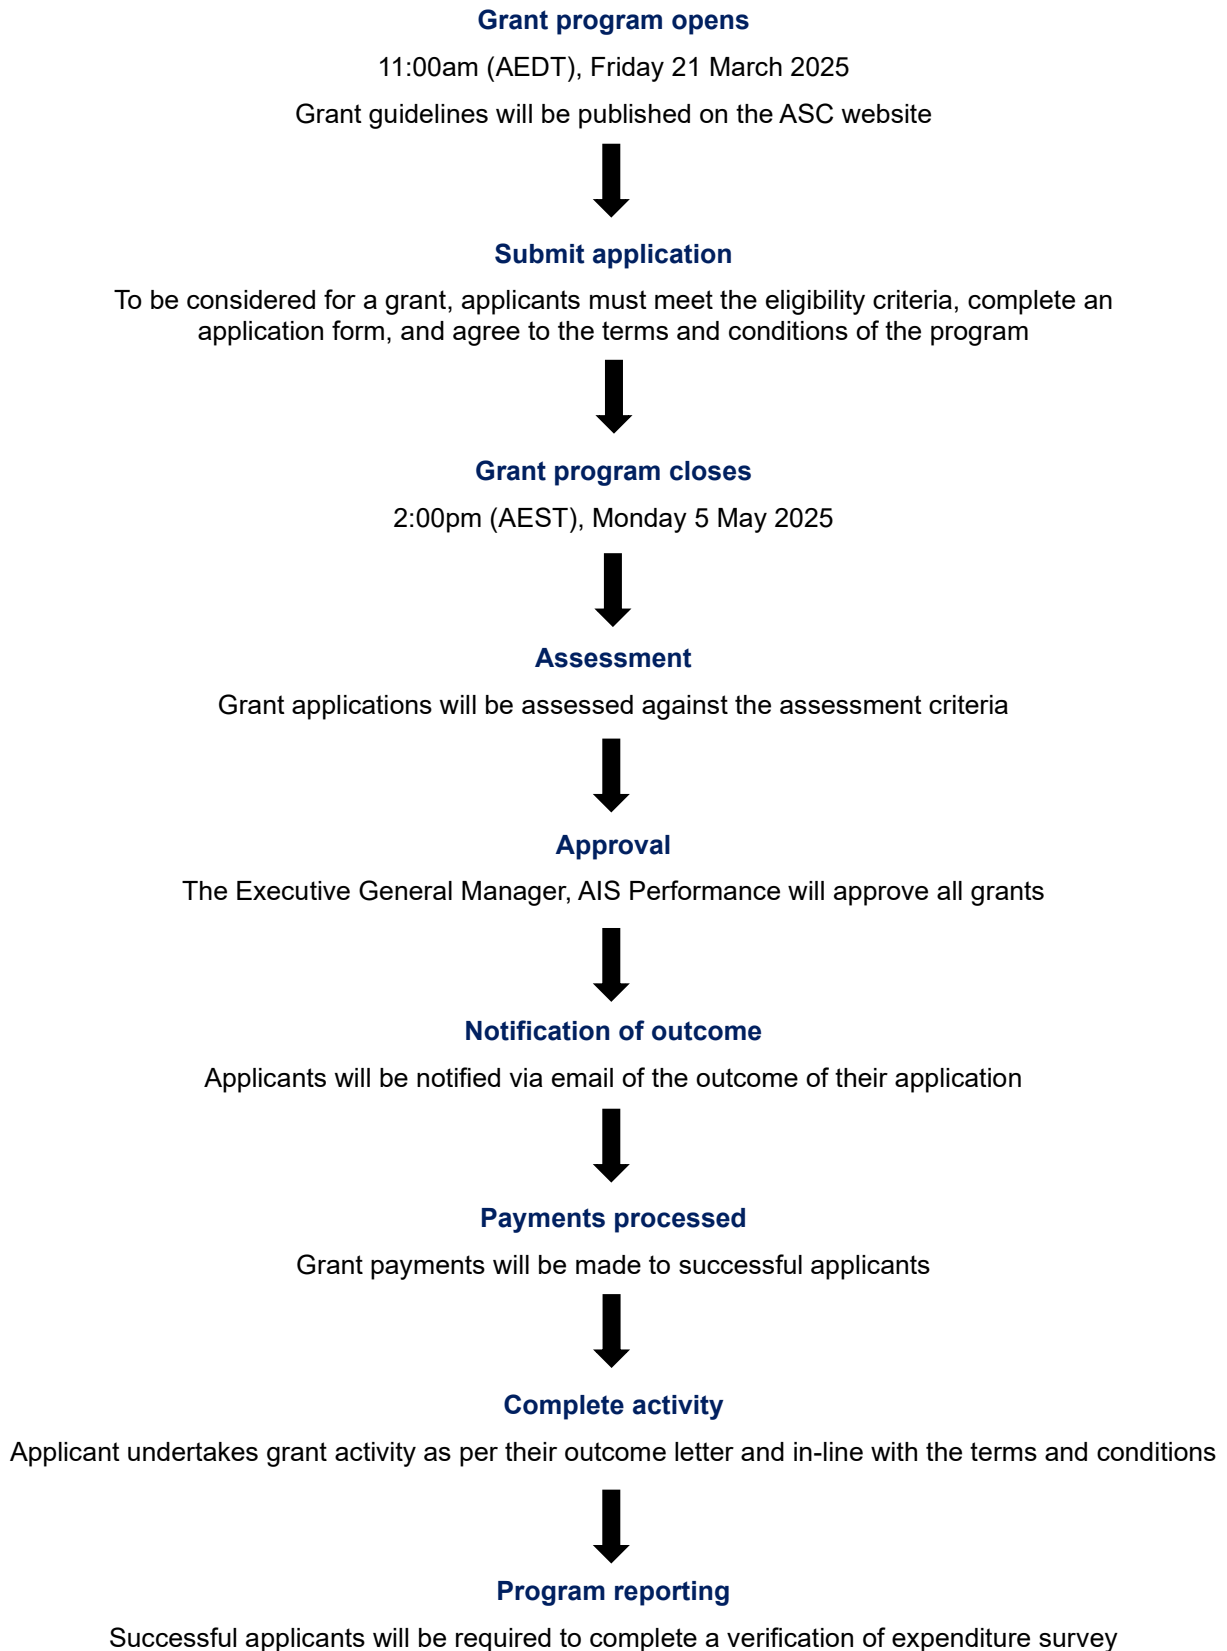 Grant program opens
11:00am (AEDT), Friday 21 March 2025
Grant guidelines will be published on the ASC website
Submit application
To be considered for a grant, applicants must meet the eligibility criteria, complete an
application form, and agree to the terms and conditions of the program
Grant program closes
2:00pm (AEST), Monday 5 May 2025
Assessment
Grant applications will be assessed against the assessment criteria
Approval
The Executive General Manager, AIS Performance will approve all grants
Notification of outcome
Applicants will be notified via email of the outcome of their application
Payments processed
Grant payments will be made to successful applicants
Complete activity
Applicant undertakes grant activity as per their outcome letter and in-line with the terms and conditions
Program reporting
Successful applicants will be required to complete a verification of expenditure survey